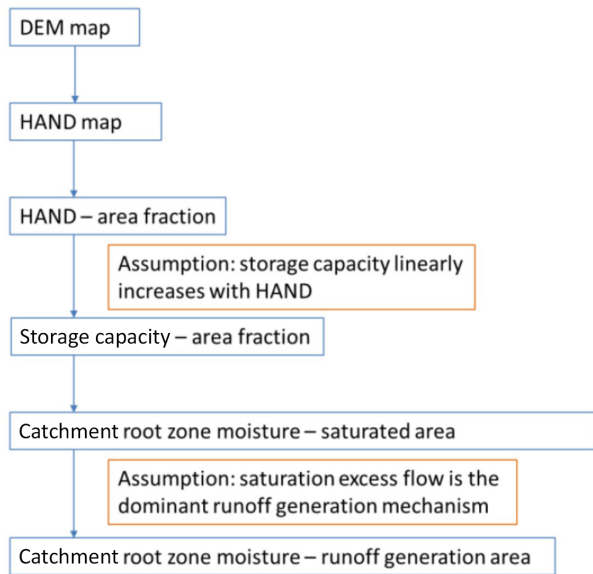 DEM map
HAND map
HAND – area fraction
Assumption: storage capacity linearly
increases with HAND
Storage capacity – area fraction
Catchment root zone moisture – saturated area
Assumption: saturation excess flow is the
dominant runoff generation mechanism
Catchment root zone moisture – runoff generation area